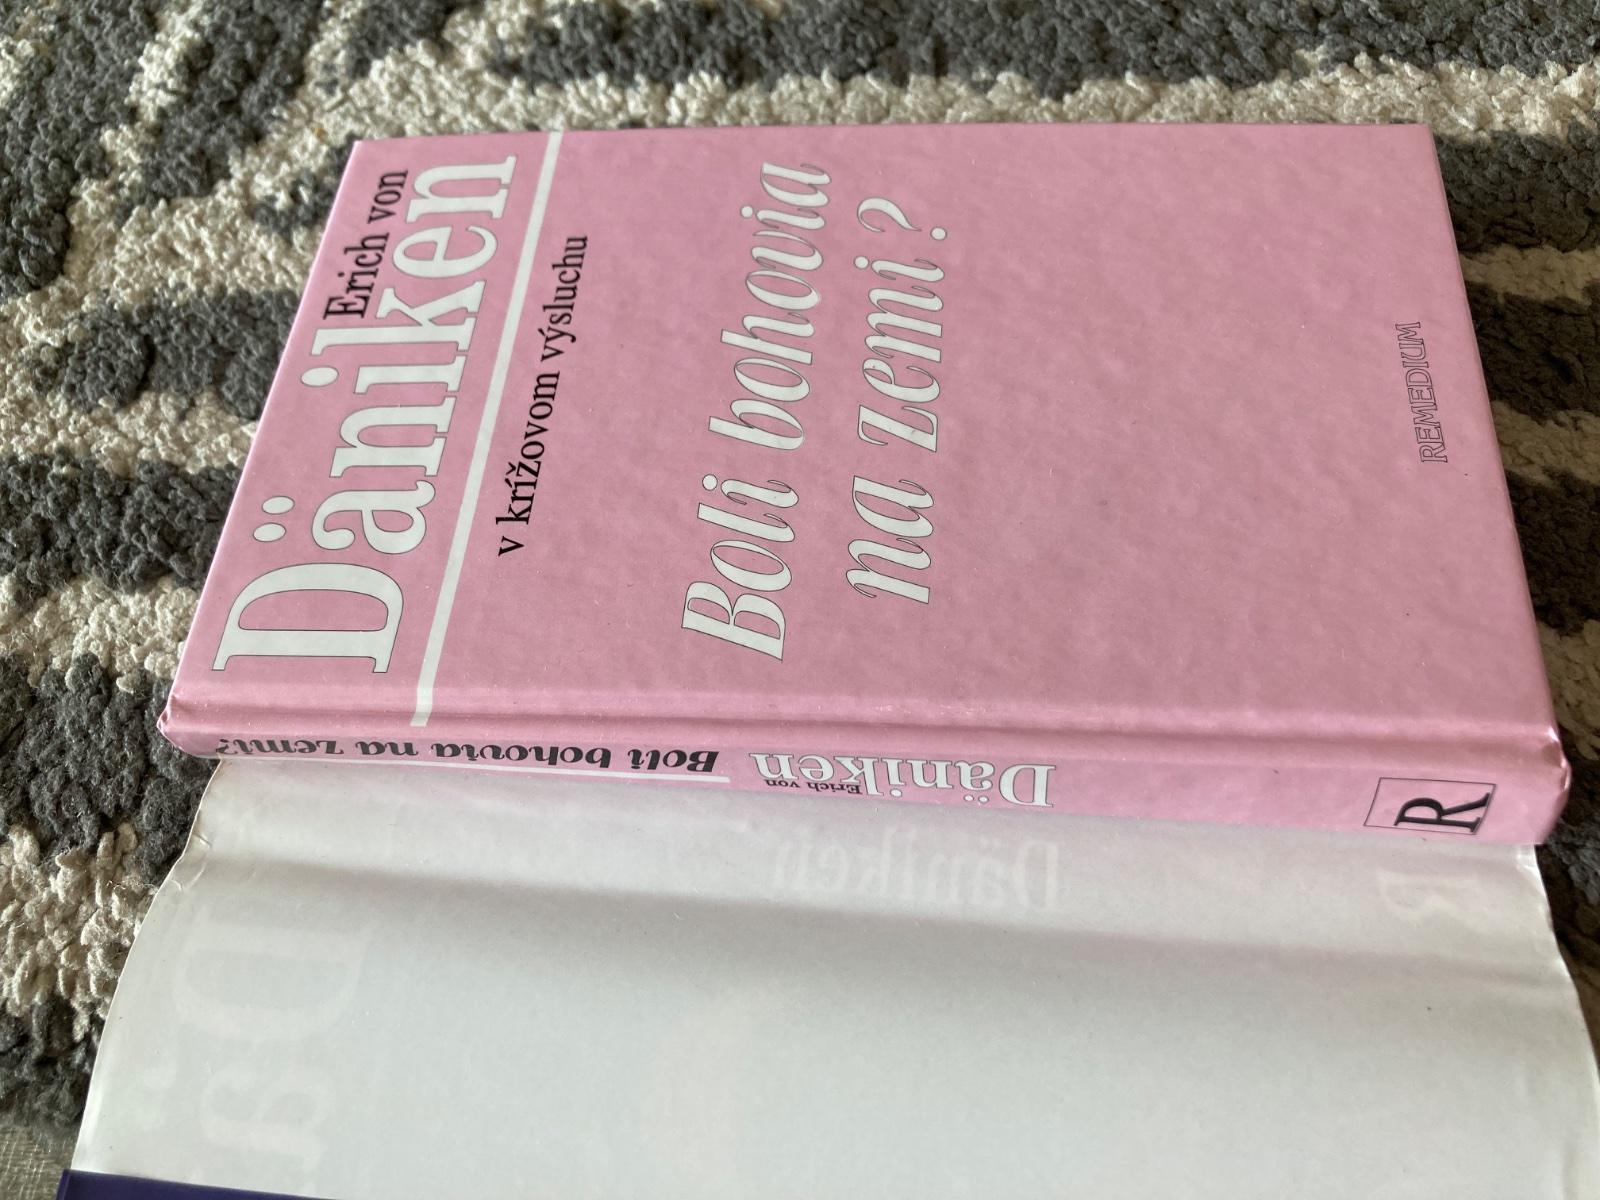 Erich von
Däniken
v krížovom výsluchu
Boli bohovia
na zemi?
REMEDIUM
Boli bohovia na zemi?
Erich von
Däniken
R
Däniken